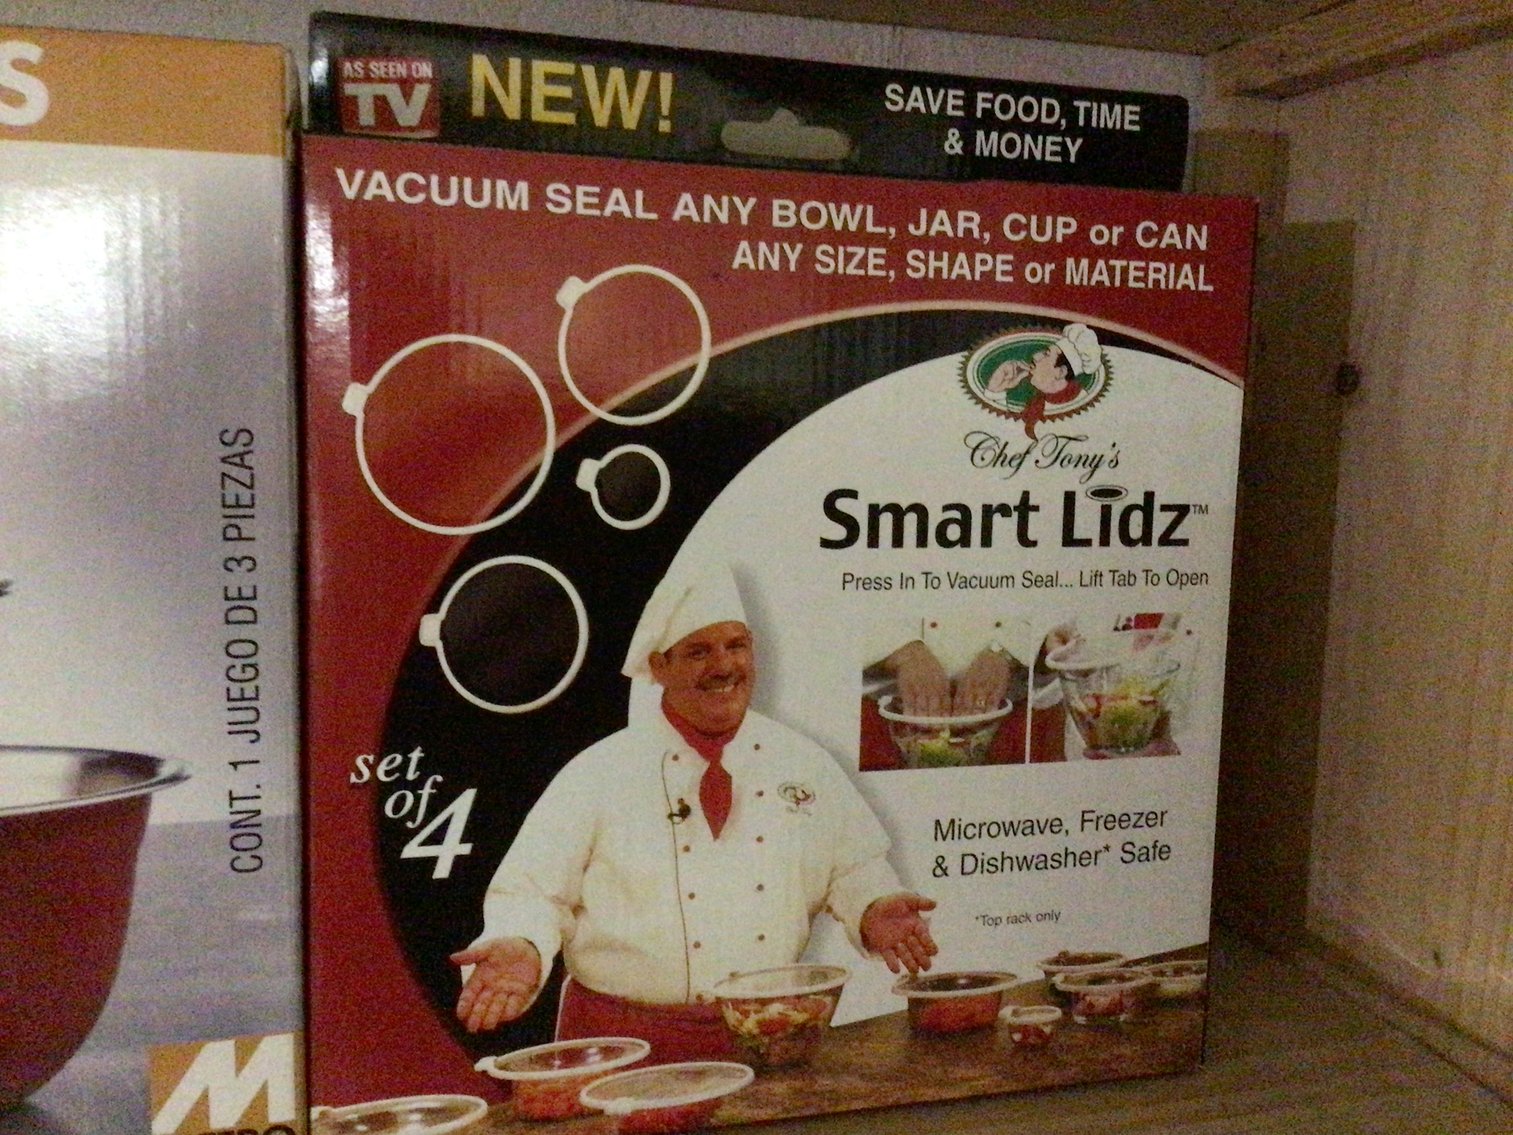 S
CONT. 1 JUEGO DE 3 PIEZAS
M
AS SEEN ON
TV
NEW!
SAVE FOOD, TIME
& MONEY
VACUUM SEAL ANY BOWL, JAR, CUP or CAN
ANY SIZE, SHAPE or MATERIAL
Chef Tony's
Smart Lidz™
Press In To Vacuum Seal... Lift Tab To Open
set
of
4
Microwave, Freezer
& Dishwasher* Safe
*Top rack only